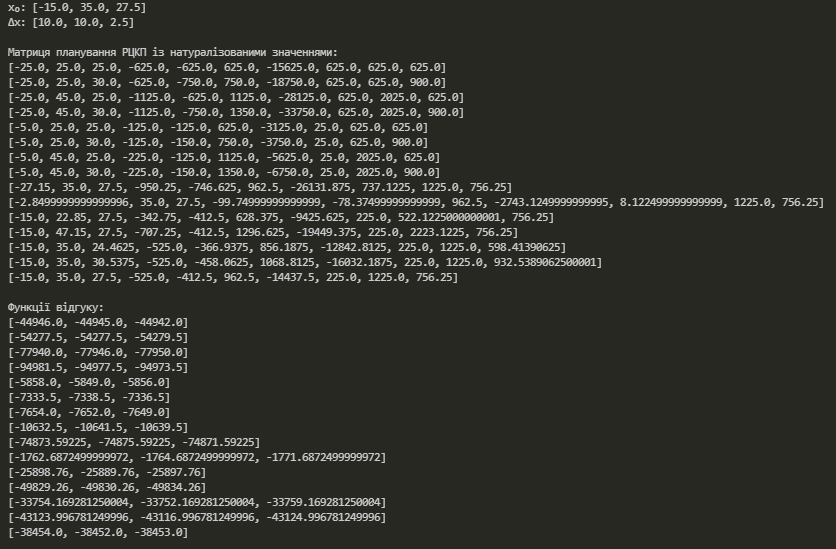 x₀: [-15.0, 35.0, 27.5]
Δx: [10.0, 10.0, 2.5]
Матриця планування РЦКП із натуралізованими значеннями:
[-25.0, 25.0, 25.0, -625.0, -625.0, 625.0, -15625.0, 625.0, 625.0, 625.0]
[-25.0, 25.0, 30.0, -625.0, -750.0, 750.0, -18750.0, 625.0, 625.0, 900.0]
[-25.0, 45.0, 25.0, -1125.0, -625.0, 1125.0, -28125.0, 625.0, 2025.0, 625.0]
[-25.0, 45.0, 30.0, -1125.0, -750.0, 1350.0, -33750.0, 625.0, 2025.0, 900.0]
[-5.0, 25.0, 25.0, -125.0, -125.0, 625.0, -3125.0, 25.0, 625.0, 625.0]
[-5.0, 25.0, 30.0, -125.0, -150.0, 750.0, -3750.0, 25.0, 625.0, 900.0]
[-5.0, 45.0, 25.0, -225.0, -125.0, 1125.0, -5625.0, 25.0, 2025.0, 625.0]
[-5.0, 45.0, 30.0, -225.0, -150.0, 1350.0, -6750.0, 25.0, 2025.0, 900.0]
[-27.15, 35.0, 27.5, -950.25, -746.625, 962.5, -26131.875, 737.1225, 1225.0, 756.25]
[-2.8499999999999996, 35.0, 27.5, -99.74999999999999, -78.37499999999999, 962.5, -2743.1249999999995, 8.122499999999999, 1225.0, 756.25]
[-15.0, 22.85, 27.5, -342.75, -412.5, 628.375, -9425.625, 225.0, 522.1225000000001, 756.25]
[-15.0, 47.15, 27.5, -707.25, -412.5, 1296.625, -19449.375, 225.0, 2223.1225, 756.25]
[-15.0, 35.0, 24.4625, -525.0, -366.9375, 856.1875, -12842.8125, 225.0, 1225.0, 598.41390625]
[-15.0, 35.0, 30.5375, -525.0, -458.0625, 1068.8125, -16032.1875, 225.0, 1225.0, 932.5389062500001]
[-15.0, 35.0, 27.5, -525.0, -412.5, 962.5, -14437.5, 225.0, 1225.0, 756.25]
Функції відгуку:
[-44946.0, -44945.0, -44942.0]
[-54277.5, -54277.5, -54279.5]
[-77940.0, -77946.0, -77950.0]
[-94981.5, -94977.5, -94973.5]
[-5858.0, -5849.0, -5856.0]
[-7333.5, -7338.5, -7336.5]
[-7654.0, -7652.0, -7649.0]
[-10632.5, -10641.5, -10639.5]
[-74873.59225, -74875.59225, -74871.59225]
[-1762.6872499999972, -1764.6872499999972, -1771.6872499999972]
[-25898.76, -25889.76, -25897.76]
[-49829.26, -49830.26, -49834.26]
[-33754.169281250004, -33752.169281250004, -33759.169281250004]
[-43123.996781249996, -43116.996781249996, -43124.996781249996]
[-38454.0, -38452.0, -38453.0]